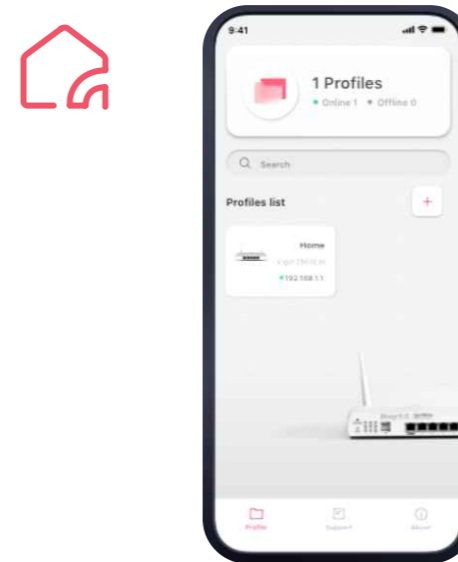 9:41
1 Profiles
Online 1 Offline 0
Search
Profiles list
+
Home
192.168.1.1
Profile
Support
About